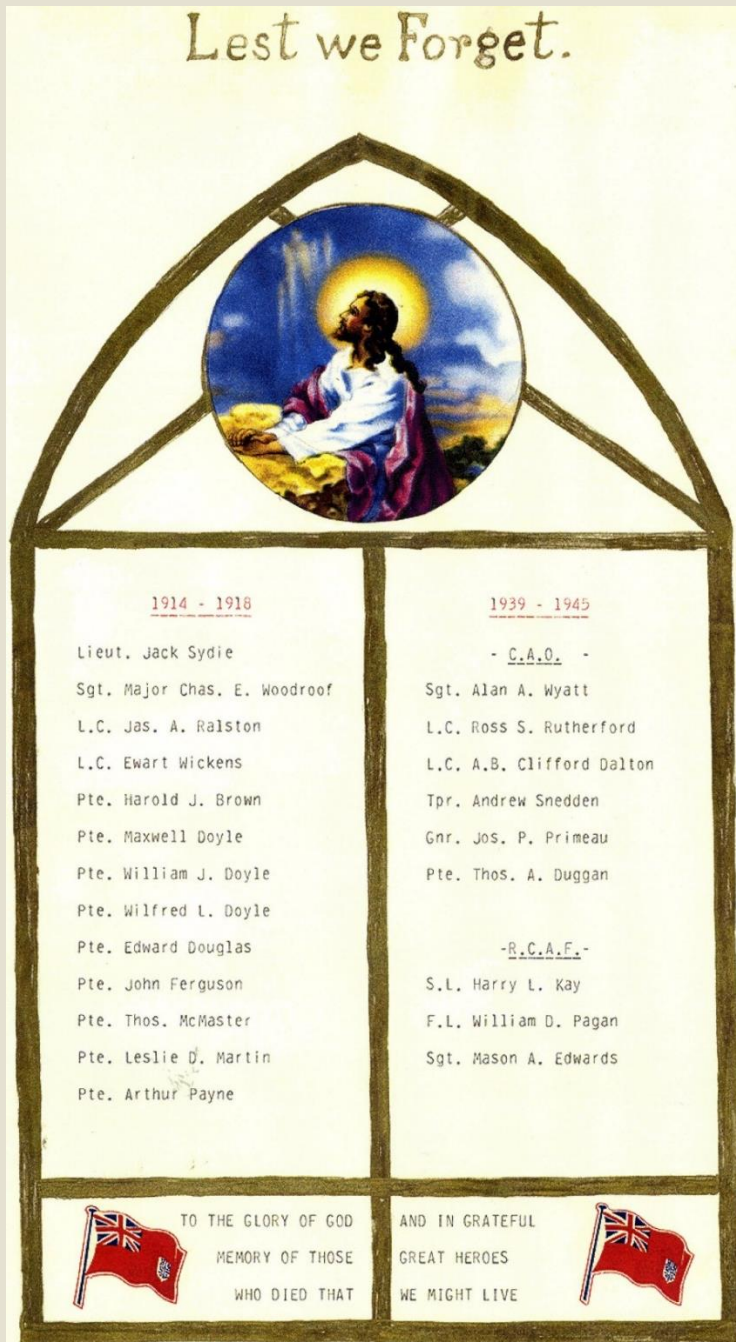 Lest we Forget.
1914 - 1918
Lieut. Jack Sydie
Sgt. Major Chas. E. Woodroof
L.C. Jas. A. Ralston
L.C. Ewart Wickens
Pte. Harold J. Brown
Pte. Maxwell Doyle
Pte. William J. Doyle
Pte. Wilfred L. Doyle
Pte. Edward Douglas
Pte. John Ferguson
Pte. Thos. McMaster
Pte. Leslie D. Martin
Pte. Arthur Payne
1939 - 1945
- C.A.O. -
Sgt. Alan A. Wyatt
L.C. Ross S. Rutherford
L.C. A.B. Clifford Dalton
Tpr. Andrew Snedden
Gnr. Jos. P. Primeau
Pte. Thos. A. Duggan
-R.C.A.F.-
S.L. Harry L. Kay
F.L. William D. Pagan
Sgt. Mason A. Edwards
TO THE GLORY OF GOD
MEMORY OF THOSE
WHO DIED THAT
AND IN GRATEFUL
GREAT HEROES
WE MIGHT LIVE